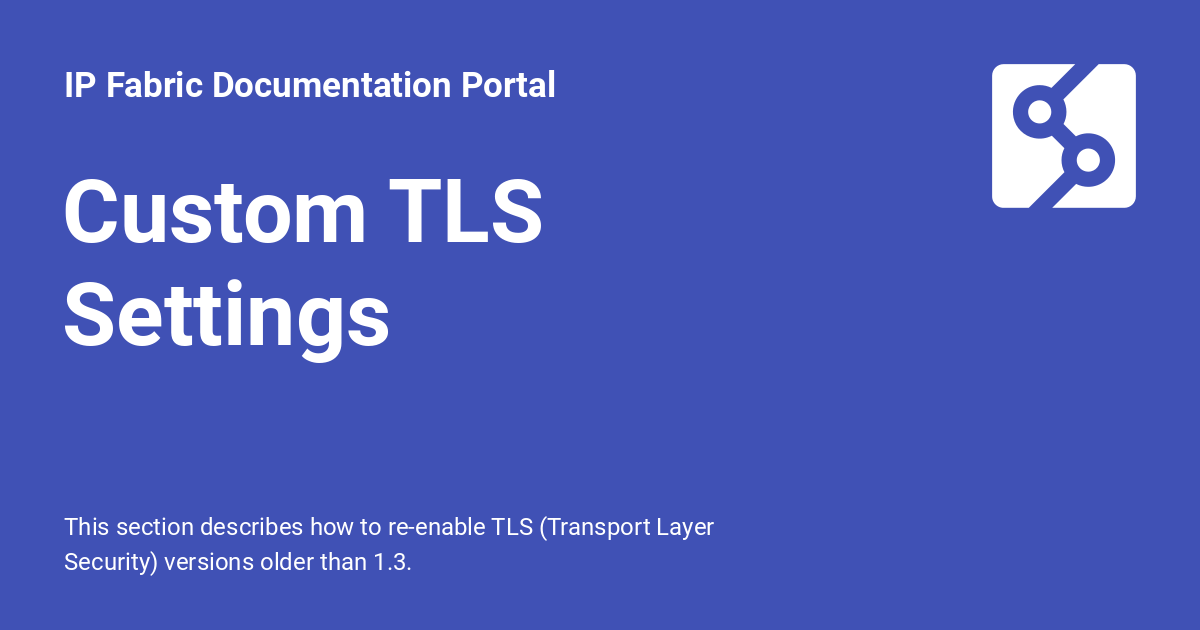 IP Fabric Documentation Portal
Custom TLS
Settings
This section describes how to re-enable TLS (Transport Layer
Security) versions older than 1.3.